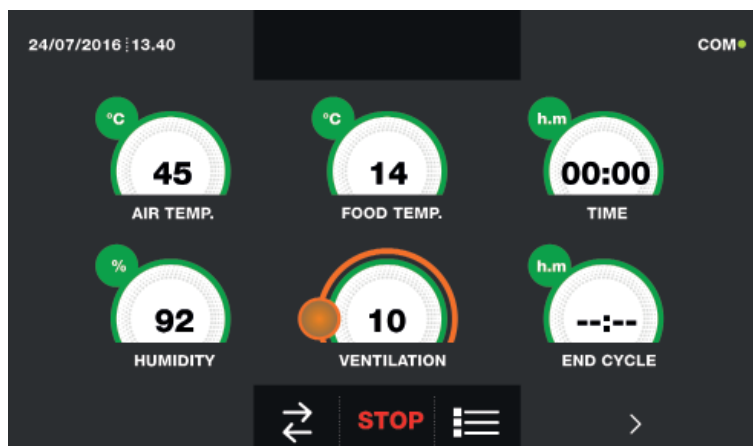 24/07/2016 13.40
COM
°C
45
AIR TEMP.
°C
14
FOOD TEMP.
h.m
00:00
TIME
%
92
HUMIDITY
10
VENTILATION
h.m
--:--
END CYCLE
STOP